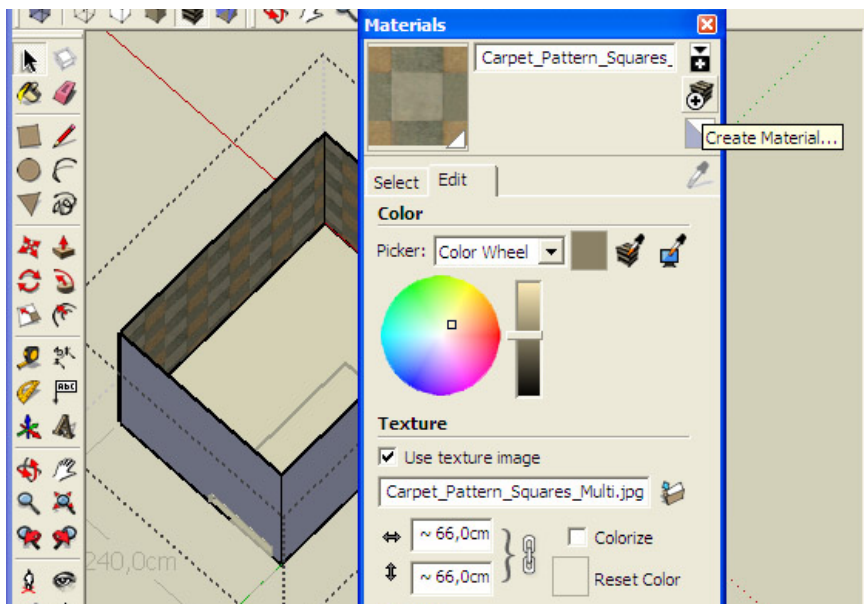 Materials
Carpet_Pattern_Squares_
Create Material...
Select Edit
Color
Picker: Color Wheel
Texture
Use texture image
Carpet_Pattern_Squares_Multi.jpg
~ 66,0cm
Colorize
~ 66,0cm
Reset Color
Abc
240,0cm